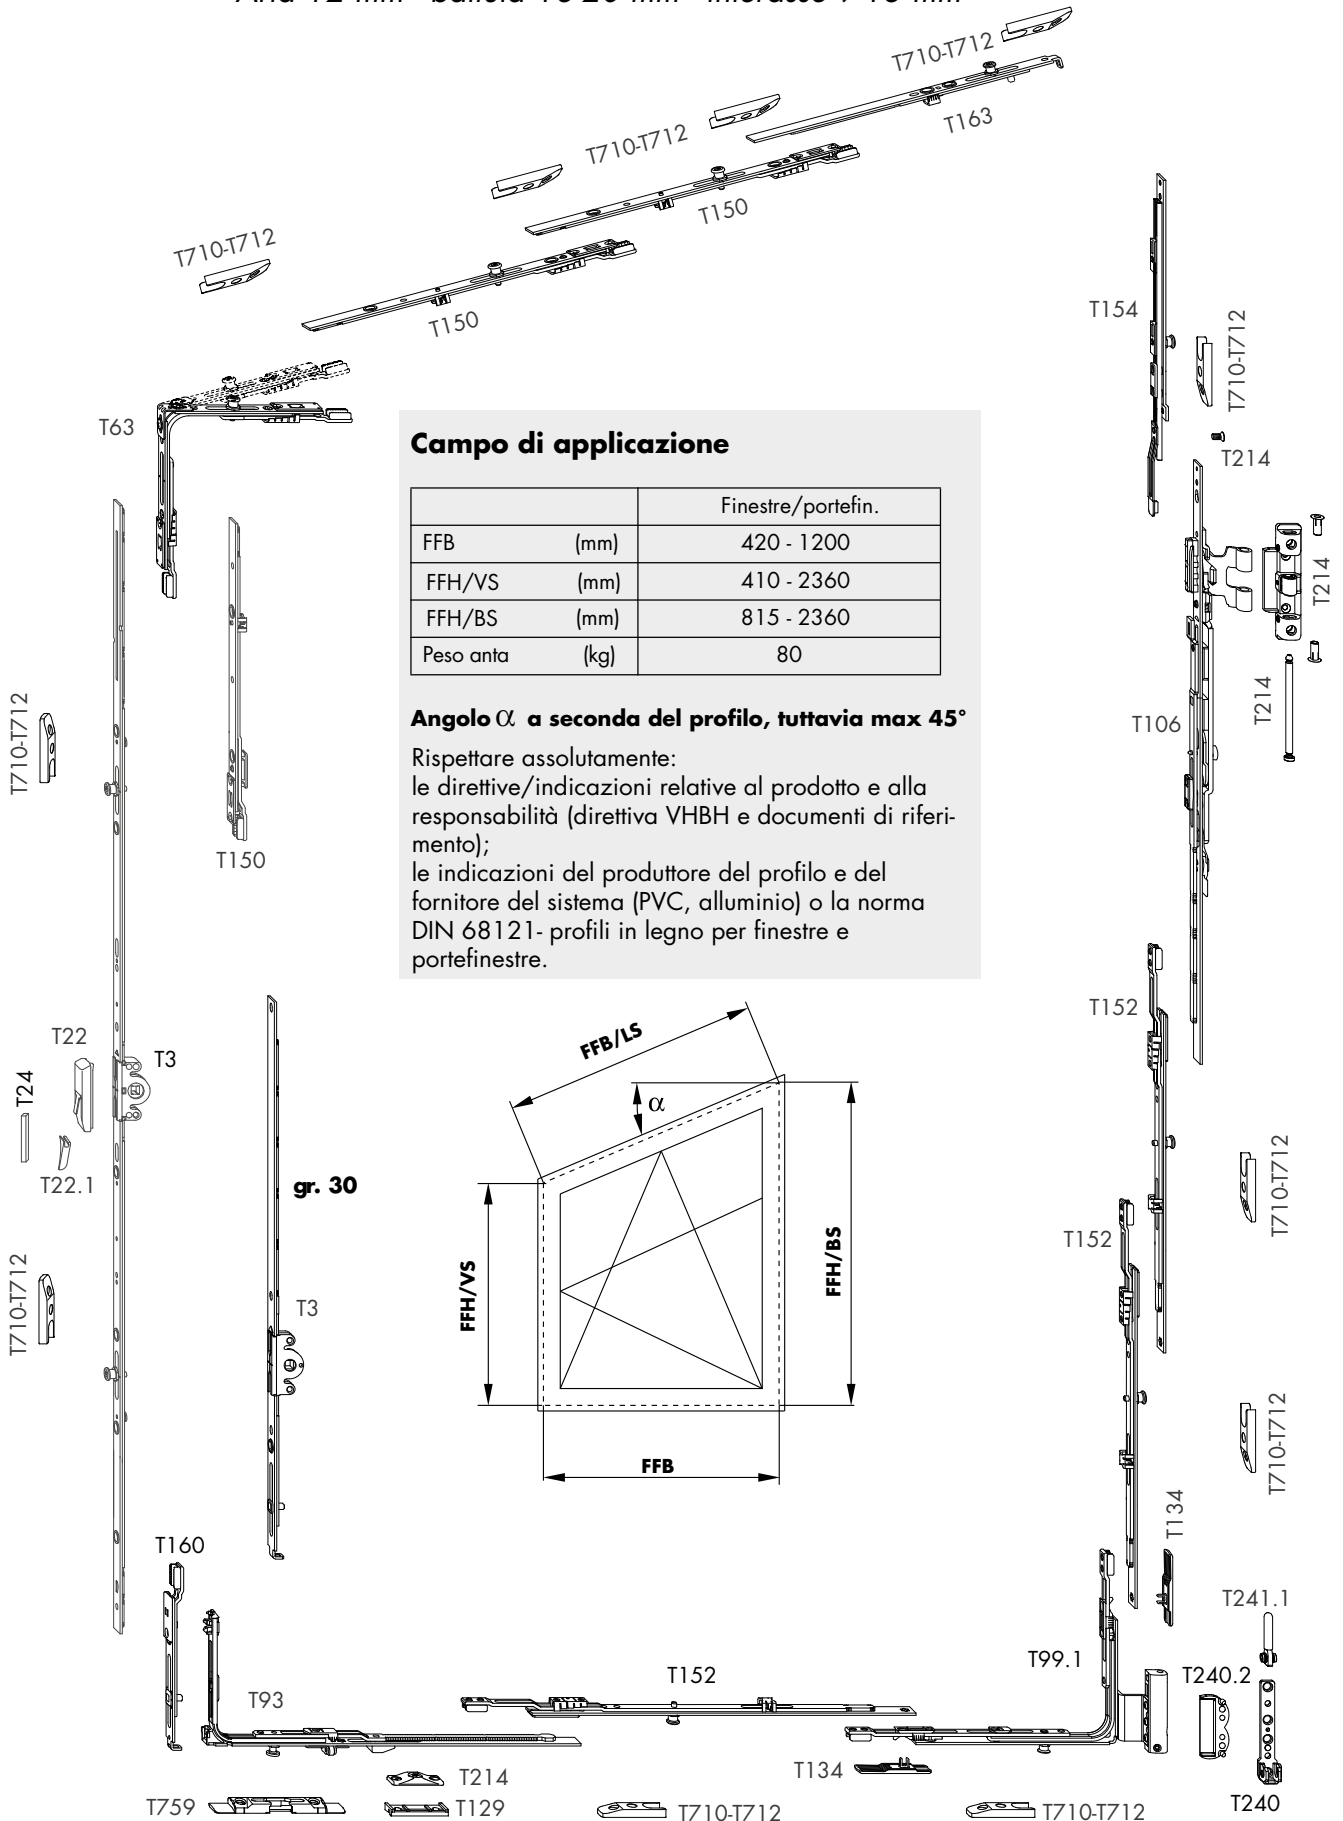 T710-T712
T163
T710-T712
T150
T710-T712
T150
T154
T710-T712
T63
T214
Campo di applicazione
Finestre/portefin.
FFB (mm) 420 - 1200
FFH/VS (mm) 410 - 2360
FFH/BS (mm) 815 - 2360
Peso anta (kg) 80
T214
T214
T106
T710-T712
Angolo α a seconda del profilo, tuttavia max 45°
Rispettare assolutamente:
le direttive/indicazioni relative al prodotto e alla
responsabilità (direttiva VHBH e documenti di riferi-
mento);
le indicazioni del produttore del profilo e del
fornitore del sistema (PVC, alluminio) o la norma
DIN 68121- profili in legno per finestre e
portefinestre.
T150
T152
T22
T3
T24
T22.1
FFB/LS
α
gr. 30
T710-T712
T152
FFH/VS
FFH/BS
T710-T712
T3
T710-T712
FFB
T134
T160
T241.1
T93
T152
T99.1
T240.2
T134
T214
T759
T129
T710-T712
T710-T712
T240